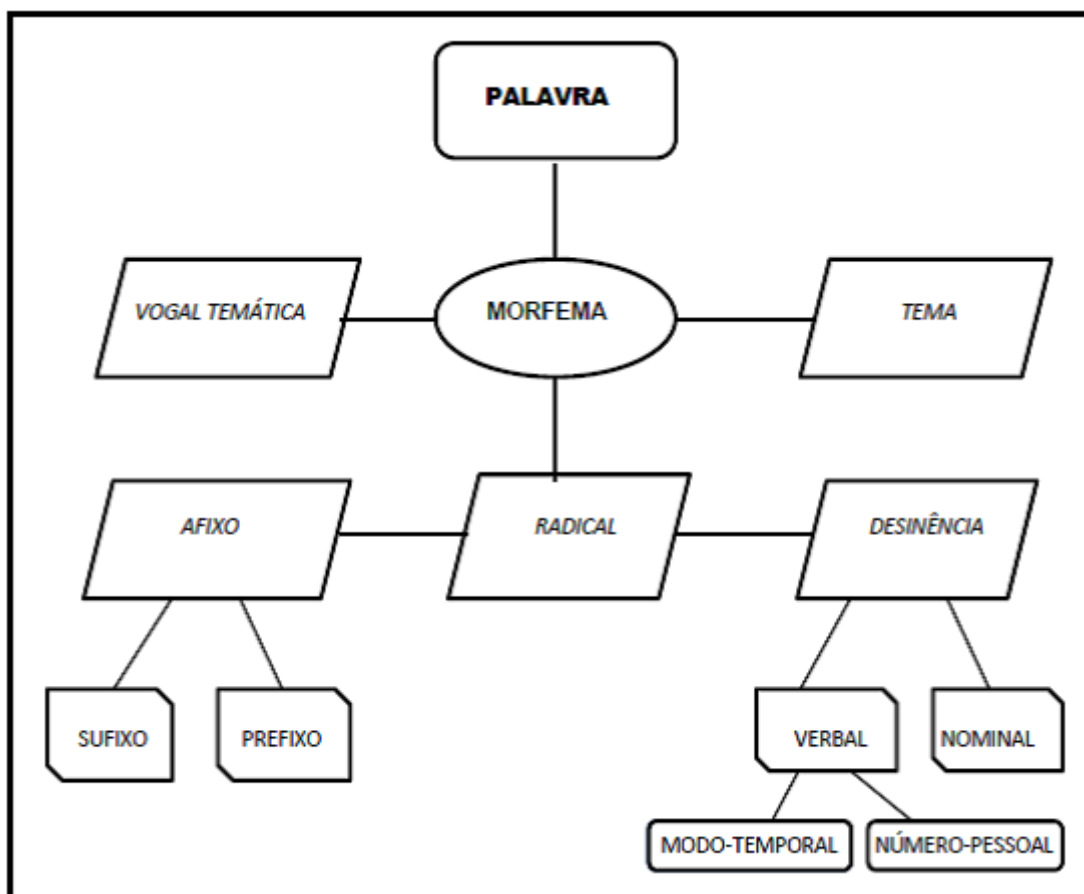 PALAVRA
VOGAL TEMÁTICA
MORFEMA
TEMA
AFIXO
RADICAL
DESINÊNCIA
SUFIXO
PREFIXO
VERBAL
NOMINAL
MODO-TEMPORAL
NÚMERO-PESSOAL